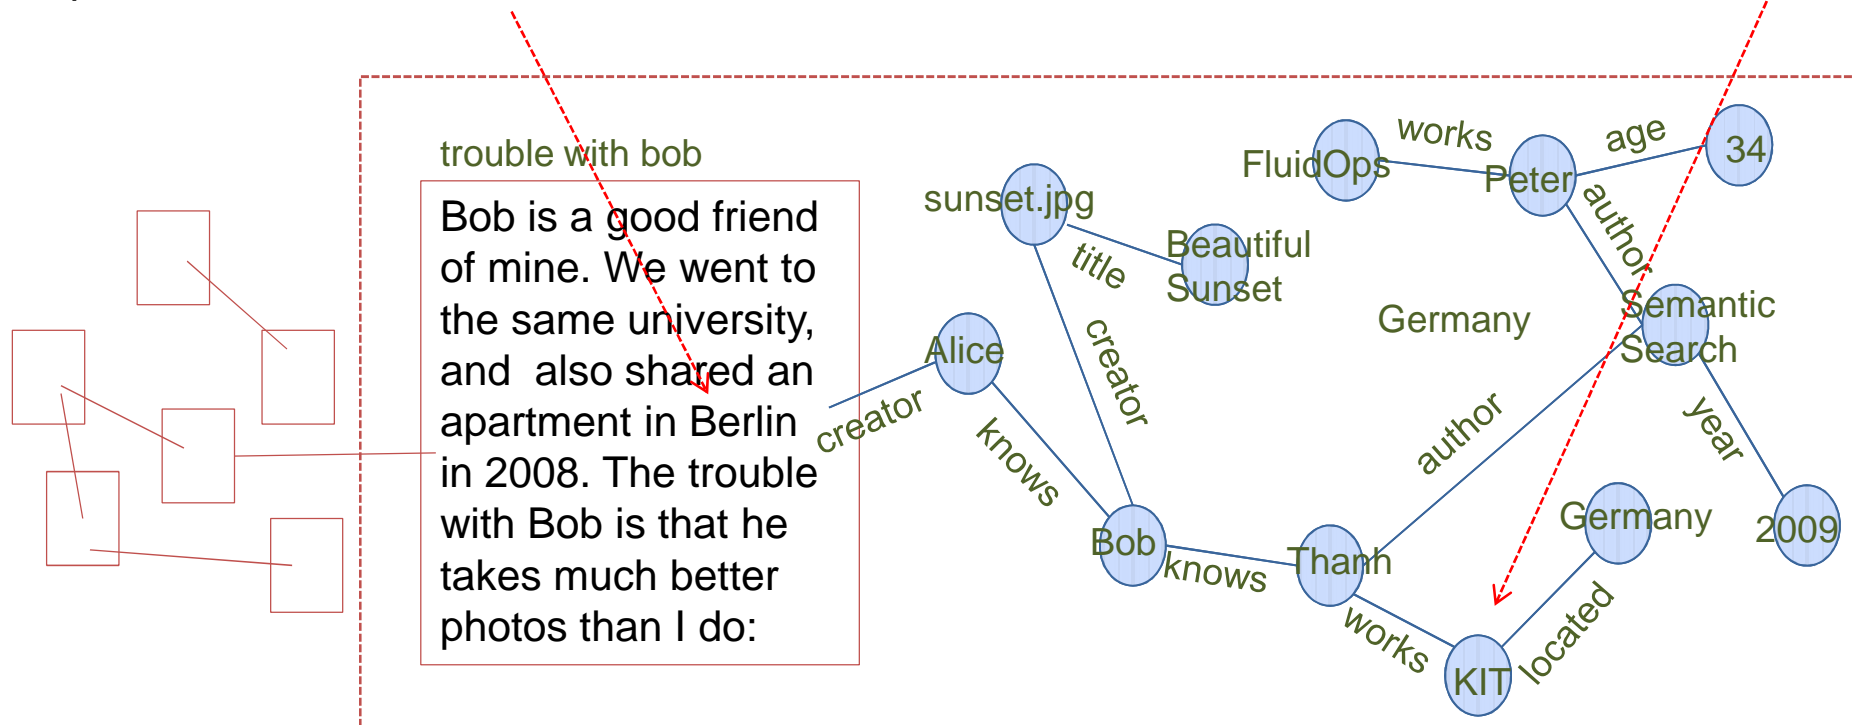 trouble with bob
Bob is a good friend
of mine. We went to
the same university,
and also shared an
apartment in Berlin
in 2008. The trouble
with Bob is that he
takes much better
photos than I do:
creator
Alice
knows
sunset.jpg
title
Beautiful
Sunset
creator
Bob
knows
Thanh
works
KIT
located
Germany
author
Germany
FluidOps
works
Peter
age
34
author
Semantic
Search
year
2009